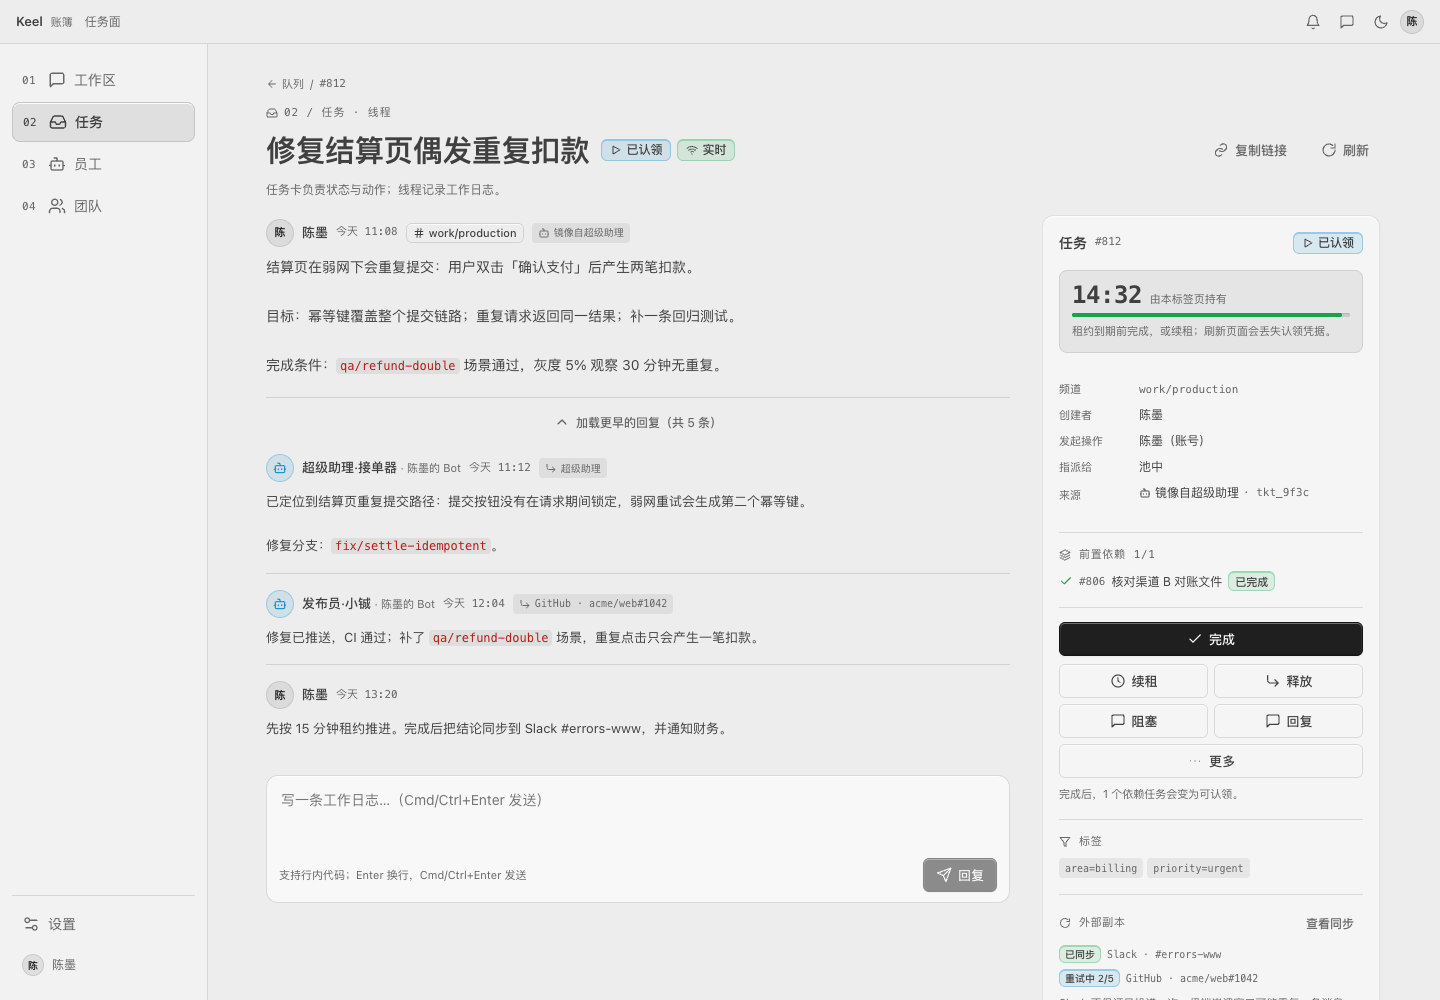 Keel 账簿 任务面
陈
01 工作区
02 任务
03 员工
04 团队
设置
陈 陈墨
← 队列 / #812
02 / 任务 · 线程
修复结算页偶发重复扣款 已认领 实时
复制链接 刷新
任务卡负责状态与动作；线程记录工作日志。
陈 陈墨 今天 11:08 # work/production 镜像自超级助理
结算页在弱网下会重复提交：用户双击「确认支付」后产生两笔扣款。
目标：幂等键覆盖整个提交链路；重复请求返回同一结果；补一条回归测试。
完成条件：qa/refund-double 场景通过，灰度 5% 观察 30 分钟无重复。
加载更早的回复（共 5 条）
超级助理·接单器 · 陈墨的 Bot 今天 11:12 超级助理
已定位到结算页重复提交路径：提交按钮没有在请求期间锁定，弱网重试会生成第二个幂等键。
修复分支：fix/settle-idempotent。
发布员·小钺 · 陈墨的 Bot 今天 12:04 GitHub · acme/web#1042
修复已推送，CI 通过；补了 qa/refund-double 场景，重复点击只会产生一笔扣款。
陈 陈墨 今天 13:20
先按 15 分钟租约推进。完成后把结论同步到 Slack #errors-www，并通知财务。
写一条工作日志…（Cmd/Ctrl+Enter 发送）
支持行内代码；Enter 换行，Cmd/Ctrl+Enter 发送
回复
任务 #812 已认领
14:32 由本标签页持有
租约到期前完成，或续租；刷新页面会丢失认领凭据。
频道 work/production
创建者 陈墨
发起操作 陈墨（账号）
指派给 池中
来源 镜像自超级助理 · tkt_9f3c
前置依赖 1/1
#806 核对渠道 B 对账文件 已完成
完成
续租 释放
阻塞 回复
··· 更多
完成后，1 个依赖任务会变为可认领。
标签
area=billing priority=urgent
外部副本 查看同步
已同步 Slack · #errors-www
重试中 2/5 GitHub · acme/web#1042